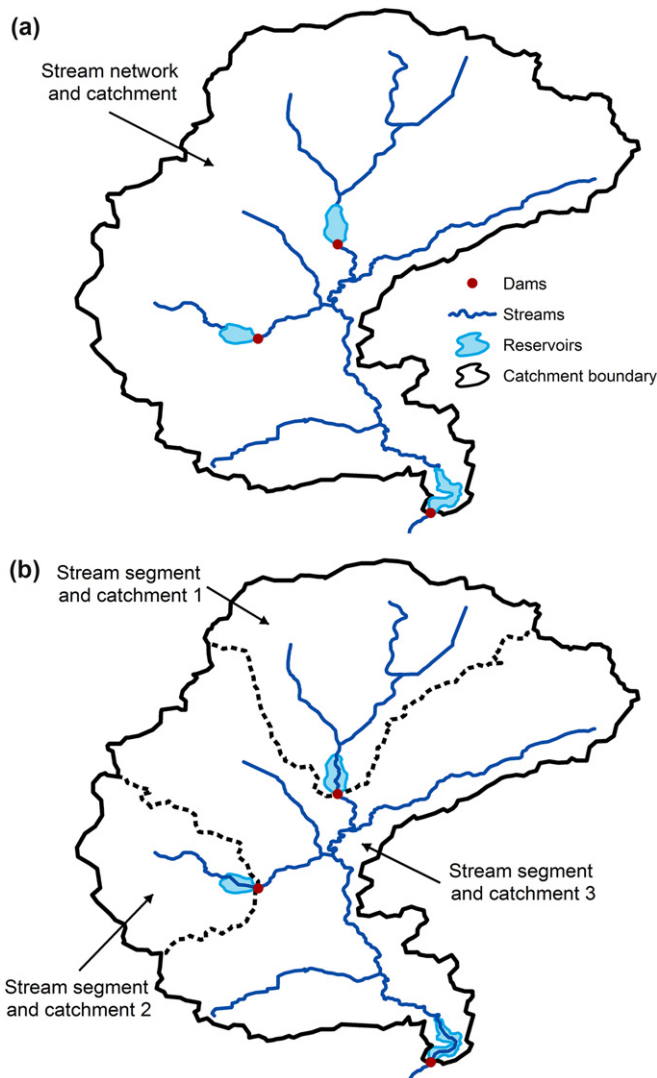 (a)
Stream network
and catchment
Dams
Streams
Reservoirs
Catchment boundary
(b)
Stream segment
and catchment 1
Stream segment
and catchment 3
Stream segment
and catchment 2